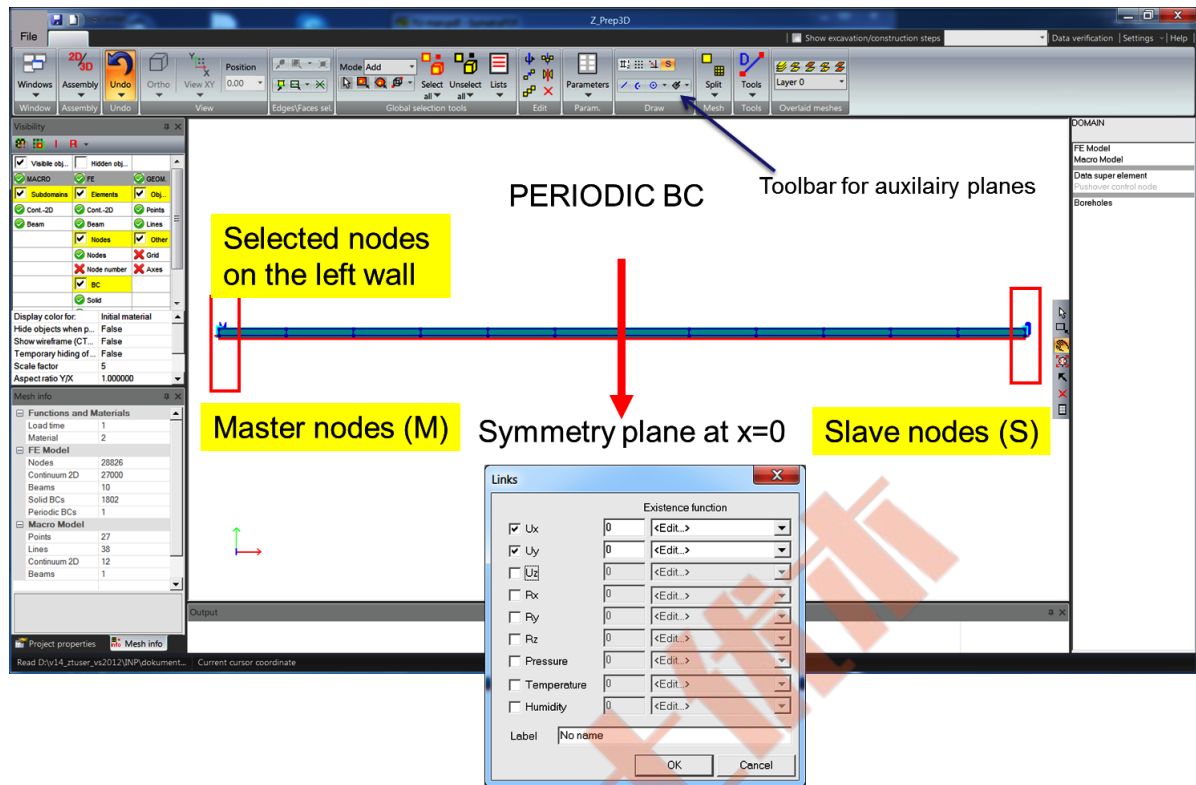 Z_Prep3D
File
Show excavation/construction steps
Data verification | Settings | Help
2D/3D
Windows
Assembly
Undo
Ortho
View XY
Position
0.00
Mode Add
Select all
Unselect all
Lists
Parameters
Split
Tools
Layer 0
Window
Assembly
Undo
View
Edges\Faces sel.
Global selection tools
Edit
Param.
Draw
Mesh
Tools
Overlaid meshes
Visibility
Visible obj...
Hidden obj...
MACRO
FE
GEOM.
Subdomains
Elements
Obj...
Cont.-2D
Cont.-2D
Points
Beam
Beam
Lines
Nodes
Other
Nodes
Grid
Node number
Axes
BC
Solid
Display color for:
Initial material
Hide objects when p...
False
Show wireframe (CT...
False
Temporary hiding of ...
False
Scale factor
5
Aspect ratio Y/X
1.000000
Mesh info
Functions and Materials
Load time
1
Material
2
FE Model
Nodes
28826
Continuum 2D
27000
Beams
10
Solid BCs
1802
Periodic BCs
1
Macro Model
Points
27
Lines
38
Continuum 2D
12
Beams
1
Project properties
Mesh info
Read D:\v14_ztuser_vs2012\INP\dokument...
Current cursor coordinate
Output
Toolbar for auxilairy planes
PERIODIC BC
Selected nodes
on the left wall
Master nodes (M)
Symmetry plane at x=0
Slave nodes (S)
DOMAIN
FE Model
Macro Model
Data super element
Pushover control node
Boreholes
Links
Existence function
Ux 0 <Edit...>
Uy 0 <Edit...>
Uz 0 <Edit...>
Rx 0 <Edit...>
Ry 0 <Edit...>
Rz 0 <Edit...>
Pressure 0 <Edit...>
Temperature 0 <Edit...>
Humidity 0 <Edit...>
Label No name
OK
Cancel